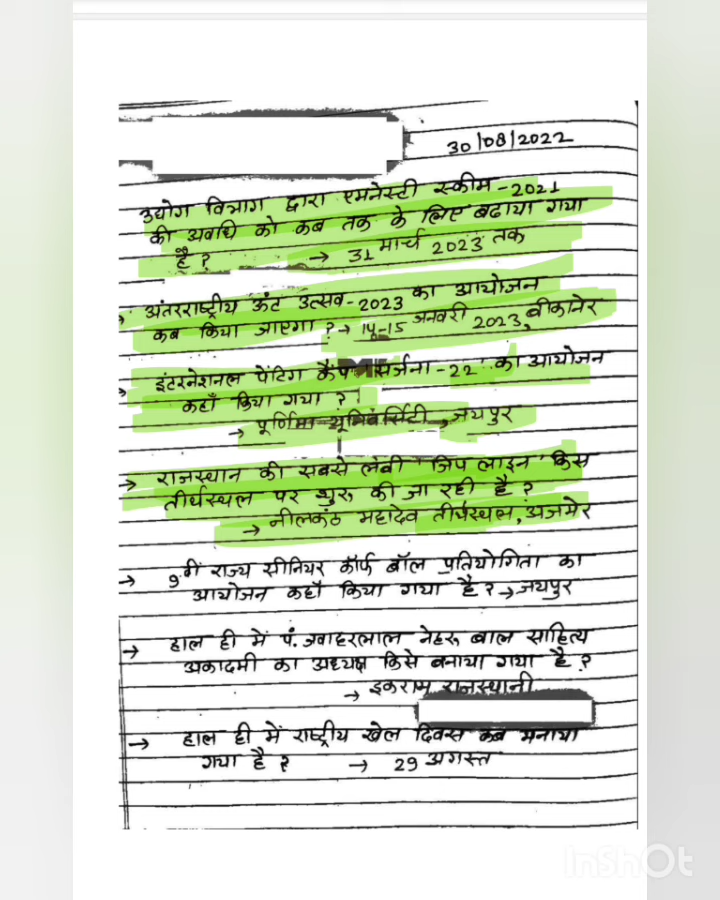 30/08/2022
उद्योग विभाग द्वारा एमनेस्टी स्कीम-2021
की अवधि को कब तक के लिए बढाया गया
है? → 31 मार्च 2023 तक
→ अंतरराष्ट्रीय ऊंट उत्सव-2023 का आयोजन
कब किया जाएगा? → 14-15 जनवरी 2023, बीकानेर
→ इंटरनेशनल पेंटिग कैंप सर्जना-22' का आयोजन
कहाँ किया गया?
→ पूर्णिमा यूनिवर्सिटी, जयपुर
→ राजस्थान की सबसे लंबी 'जिप लाइन' किस
तीर्थस्थल पर शुरू की जा रही है?
→ नीलकंठ महादेव तीर्थस्थल, अजमेर
→ 9वीं राज्य सीनियर कॉर्फ बॉल प्रतियोगिता का
आयोजन कहाँ किया गया है? → जयपुर
→ हाल ही में पं. जवाहरलाल नेहरू बाल साहित्य
अकादमी का अध्यक्ष किसे बनाया गया है?
→ इकराम राजस्थानी
→ हाल ही में राष्ट्रीय खेल दिवस कब मनाया
गया है? → 29 अगस्त
InShOt